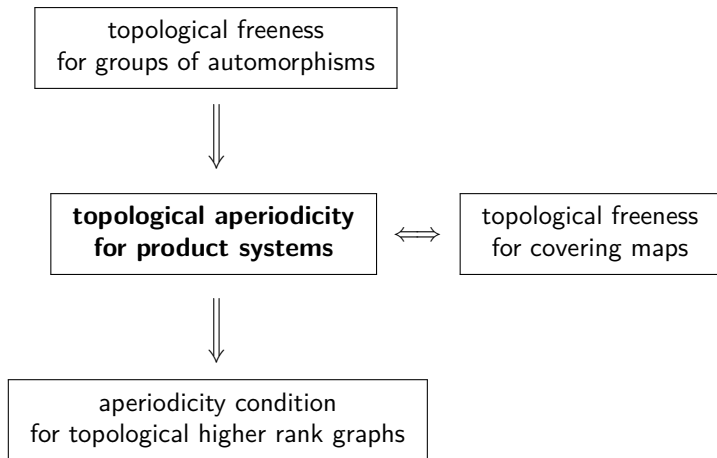 topological freeness
for groups of automorphisms
topological aperiodicity
for product systems
topological freeness
for covering maps
aperiodicity condition
for topological higher rank graphs